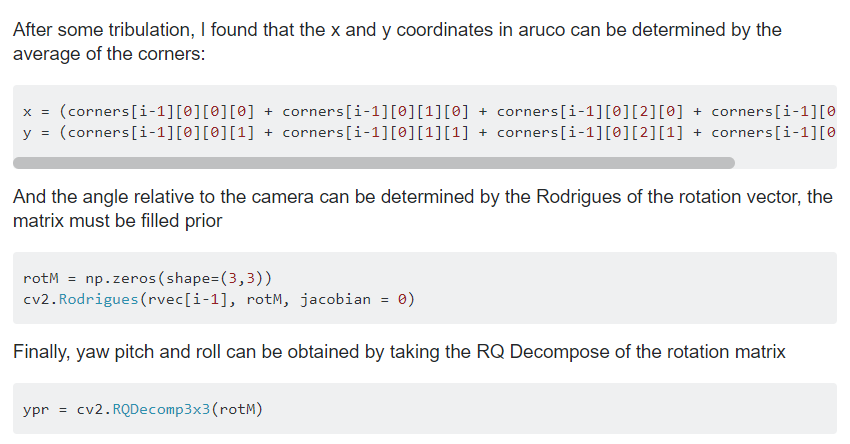 After some tribulation, I found that the x and y coordinates in aruco can be determined by the
average of the corners:
x = (corners[i-1][0][0][0] + corners[i-1][0][1][0] + corners[i-1][0][2][0] + corners[i-1][0
y = (corners[i-1][0][0][1] + corners[i-1][0][1][1] + corners[i-1][0][2][1] + corners[i-1][0
And the angle relative to the camera can be determined by the Rodrigues of the rotation vector, the
matrix must be filled prior
rotM = np.zeros(shape=(3,3))
cv2.Rodrigues(rvec[i-1], rotM, jacobian = 0)
Finally, yaw pitch and roll can be obtained by taking the RQ Decompose of the rotation matrix
ypr = cv2.RQDecomp3x3(rotM)